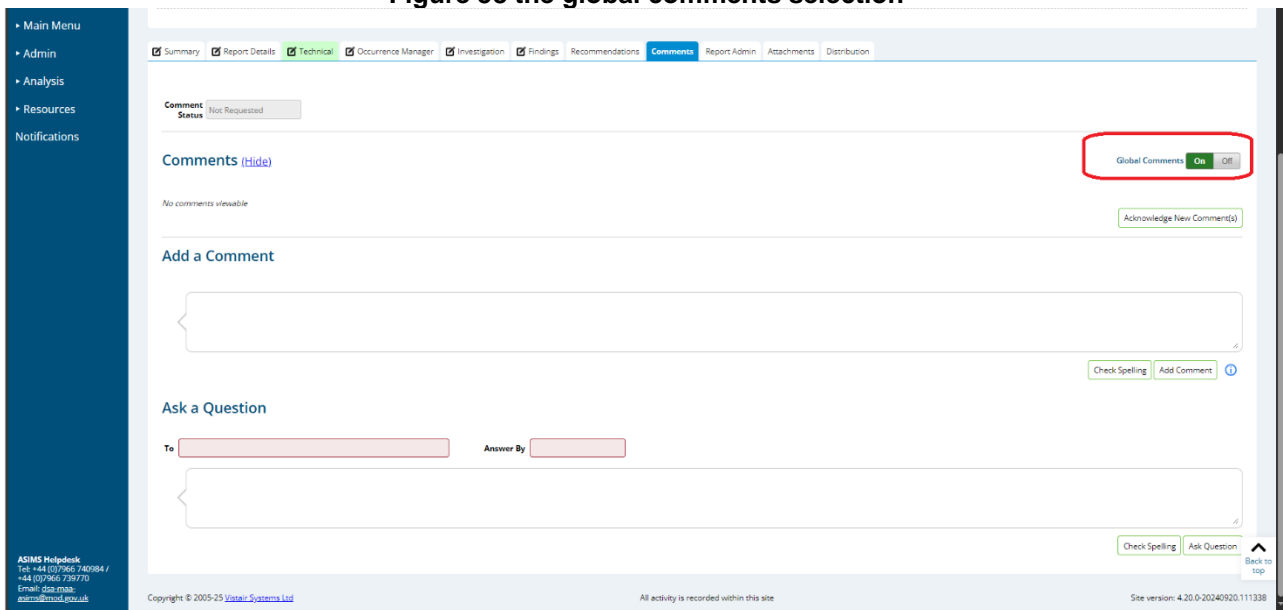 Figure 58 the global comments selection
Main Menu
Admin
Analysis
Resources
Notifications
Summary Report Details Technical Occurrence Manager Investigation Findings Recommendations Comments Report Admin Attachments Distribution
Comment Status Not Requested
Comments (Hide)
Global Comments On Off
No comments viewable
Acknowledge New Comment(s)
Add a Comment
Check Spelling Add Comment
Ask a Question
To Answer By
Check Spelling Ask Question
Back to top
ASIMS Helpdesk
Tel: +44 (0)7966 740984 /
+44 (0)7966 739770
Email: dsa-maa-
asims@mod.gov.uk
Copyright © 2005-25 Vistair Systems Ltd
All activity is recorded within this site
Site version: 4.20.0-20240920.111338